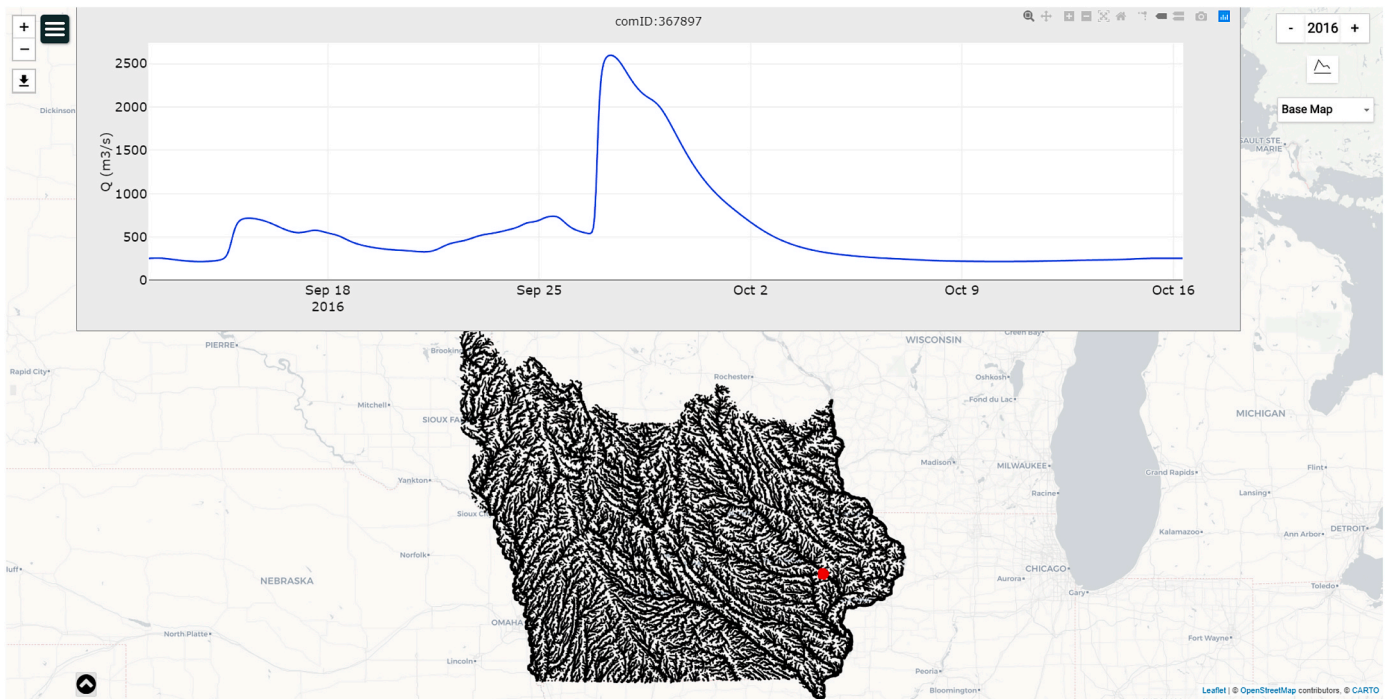 comID:367897
+
−
- 2016 +
Base Map
2500
2000
1500
1000
500
0
Q (m3/s)
Sep 18
2016
Sep 25
Oct 2
Oct 9
Oct 16
Dickinson
SAULT STE.
MARIE
PIERRE
Brookin
WISCONSIN
Green Bay
Rapid City
Rochester
Oshkosh
Mitchell
Fond du Lac
SIOUX FA
MICHIGAN
Madison
MILWAUKEE
Grand Rapids
Flint
Yankton
Racine
Lansing
Sioux C
Kalamazoo
Ann Arbor
DETROIT
Norfolk
NEBRASKA
CHICAGO
Aurora
Gary
Toledo
luff
OMAHA
North Platte
Fort Wayne
Lincoln
Peoria
Bloomington
Leaflet | © OpenStreetMap contributors, © CARTO